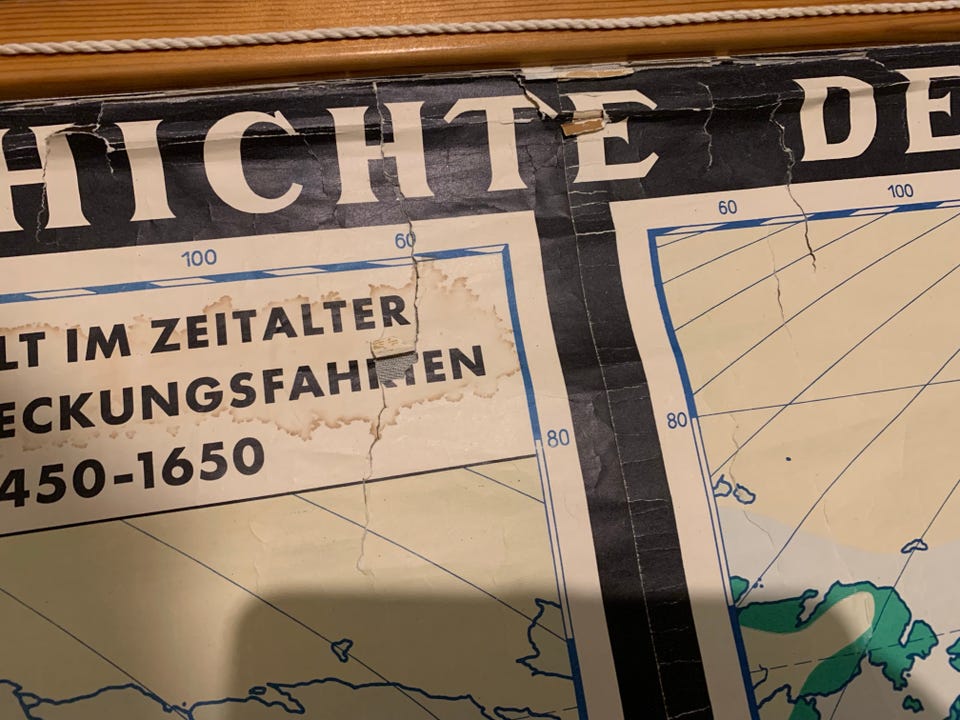 HICHTE DE
100 60 60 100
LT IM ZEITALTER
ECKUNGSFAHRTEN
450-1650
80 80